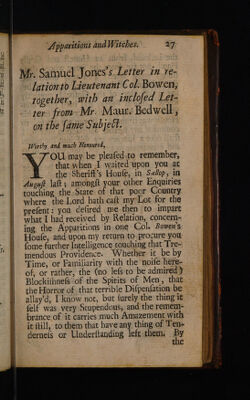 Apparitions and Witches. 27
Mr. Samuel Jones's Letter in re-
lation to Lieutenant Col. Bowen,
together, with an inclosed Let-
ter from Mr. Maur. Bedwell,
on the same Subject.
Worthy and much Honoured,
YOU may be pleased to remember,
that when I waited upon you at
the Sheriff's House, in Sallop, in
August last; amongst your other Enquiries
touching the State of that poor Country
where the Lord hath cast my Lot for the
present: you desired me then to impart
what I had received by Relation, concern-
ing the Apparitions in one Col. Bowen's
House, and upon my return to procure you
some further Intelligence touching that Tre-
mendous Providence. Whether it be by
Time, or Familiarity with the noise here-
of, or rather, the (no less to be admired)
Blockishness of the Spirits of Men, that
the Horror of that terrible Dispensation be
allay'd, I know not, but surely the thing it
self was very Stupendous, and the remem-
brance of it carries much Amazement with
it still, to them that have any thing of Ten-
derness or Understanding left them. By
the